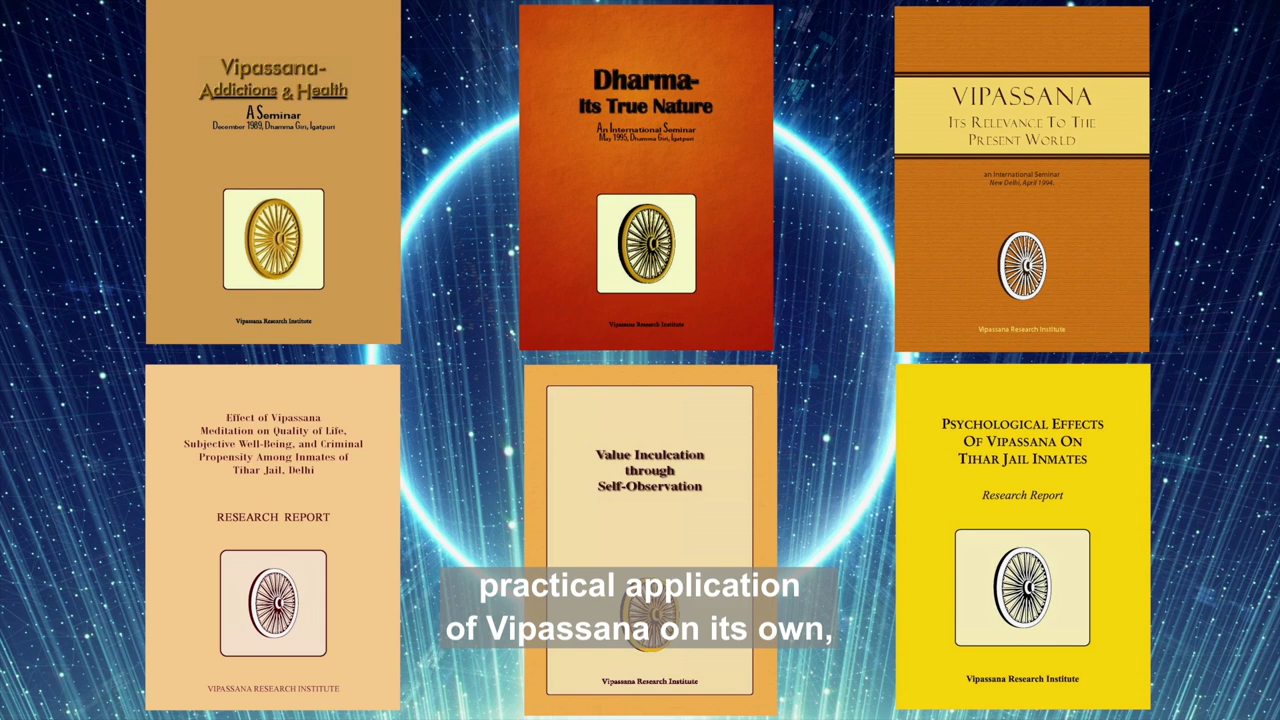 Vipassana-
Addictions & Health
A Seminar
December 1989, Dhamma Giri, Igatpuri
Vipassana Research Institute
Dharma-
Its True Nature
An International Seminar
May 1995, Dhamma Giri, Igatpuri
Vipassana Research Institute
VIPASSANA
ITS RELEVANCE TO THE
PRESENT WORLD
an International Seminar
New Delhi, April 1994.
Vipassana Research Institute
Effect of Vipassana
Meditation on Quality of Life,
Subjective Well-Being, and Criminal
Propensity Among Inmates of
Tihar Jail, Delhi
RESEARCH REPORT
VIPASSANA RESEARCH INSTITUTE
Value Inculcation
through
Self-Observation
Vipassana Research Institute
PSYCHOLOGICAL EFFECTS
OF VIPASSANA ON
TIHAR JAIL INMATES
Research Report
Vipassana Research Institute
practical application
of Vipassana on its own,